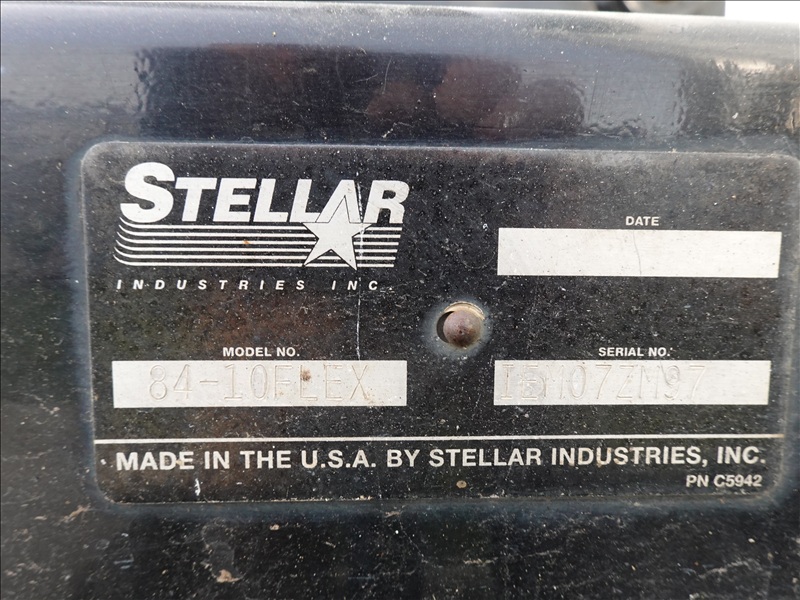 STELLAR
INDUSTRIES INC.
DATE
MODEL NO.
84-10FLEX
SERIAL NO.
MADE IN THE U.S.A. BY STELLAR INDUSTRIES, INC.
PN C5942